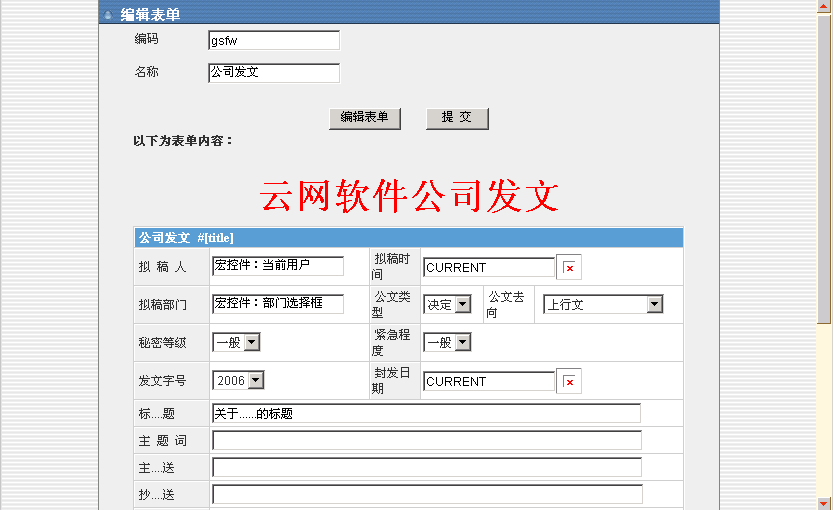 编辑表单
编码 gsfw
名称 公司发文
编辑表单 提 交
以下为表单内容：
云网软件公司发文
公司发文 #[title]
拟 稿 人 宏控件：当前用户 拟稿时间 CURRENT
拟稿部门 宏控件：部门选择框 公文类型 决定 公文去向 上行文
秘密等级 一般 紧急程度 一般
发文字号 2006 封发日期 CURRENT
标....题 关于......的标题
主 题 词
主....送
抄....送